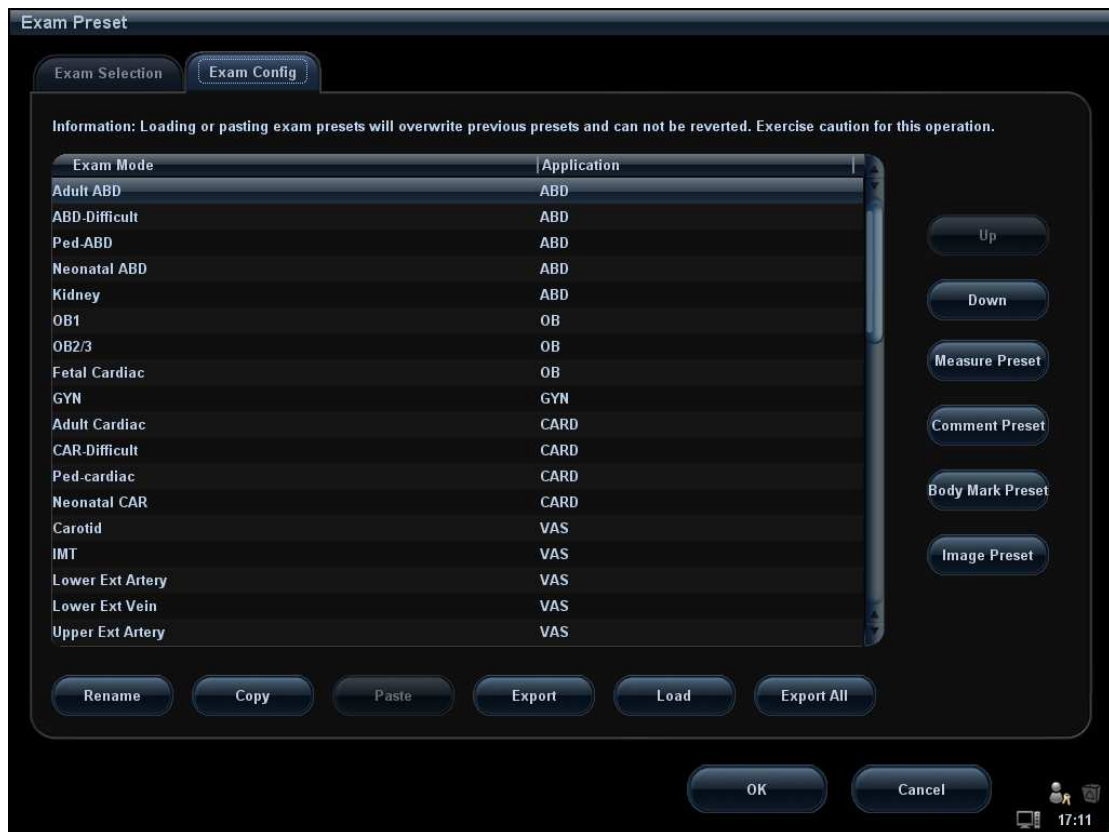 Exam Preset
Exam Selection Exam Config
Information: Loading or pasting exam presets will overwrite previous presets and can not be reverted. Exercise caution for this operation.
Exam Mode Application
Adult ABD ABD
ABD-Difficult ABD
Ped-ABD ABD
Neonatal ABD ABD
Kidney ABD
OB1 OB
OB2/3 OB
Fetal Cardiac OB
GYN GYN
Adult Cardiac CARD
CAR-Difficult CARD
Ped-cardiac CARD
Neonatal CAR CARD
Carotid VAS
IMT VAS
Lower Ext Artery VAS
Lower Ext Vein VAS
Upper Ext Artery VAS
Up
Down
Measure Preset
Comment Preset
Body Mark Preset
Image Preset
Rename Copy Paste Export Load Export All
OK Cancel
17:11